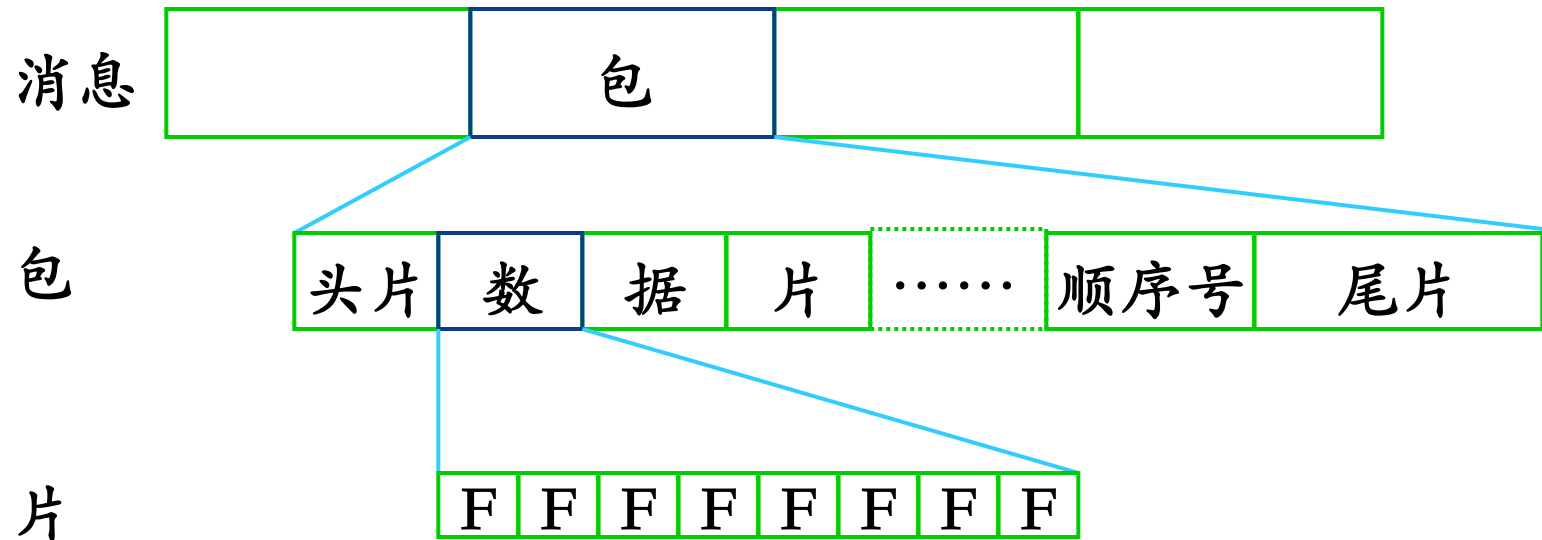 消息 包
包 头片 数 据 片 …… 顺序号 尾片
片 F F F F F F F F